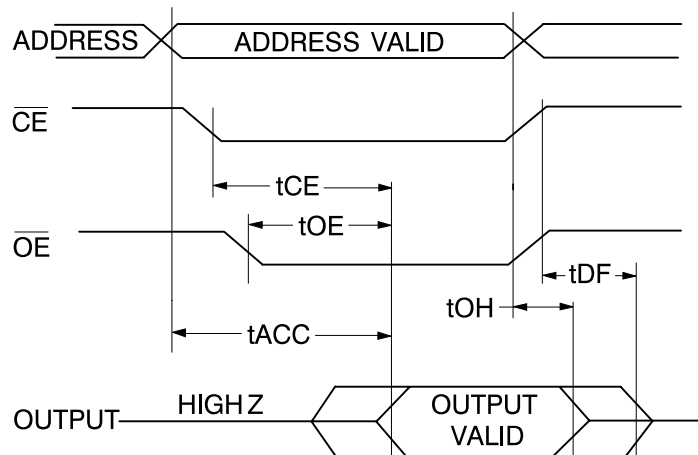 ADDRESS ADDRESS VALID
CE
tCE
tOE
OE
tDF
tOH
tACC
HIGH Z
OUTPUT OUTPUT
VALID